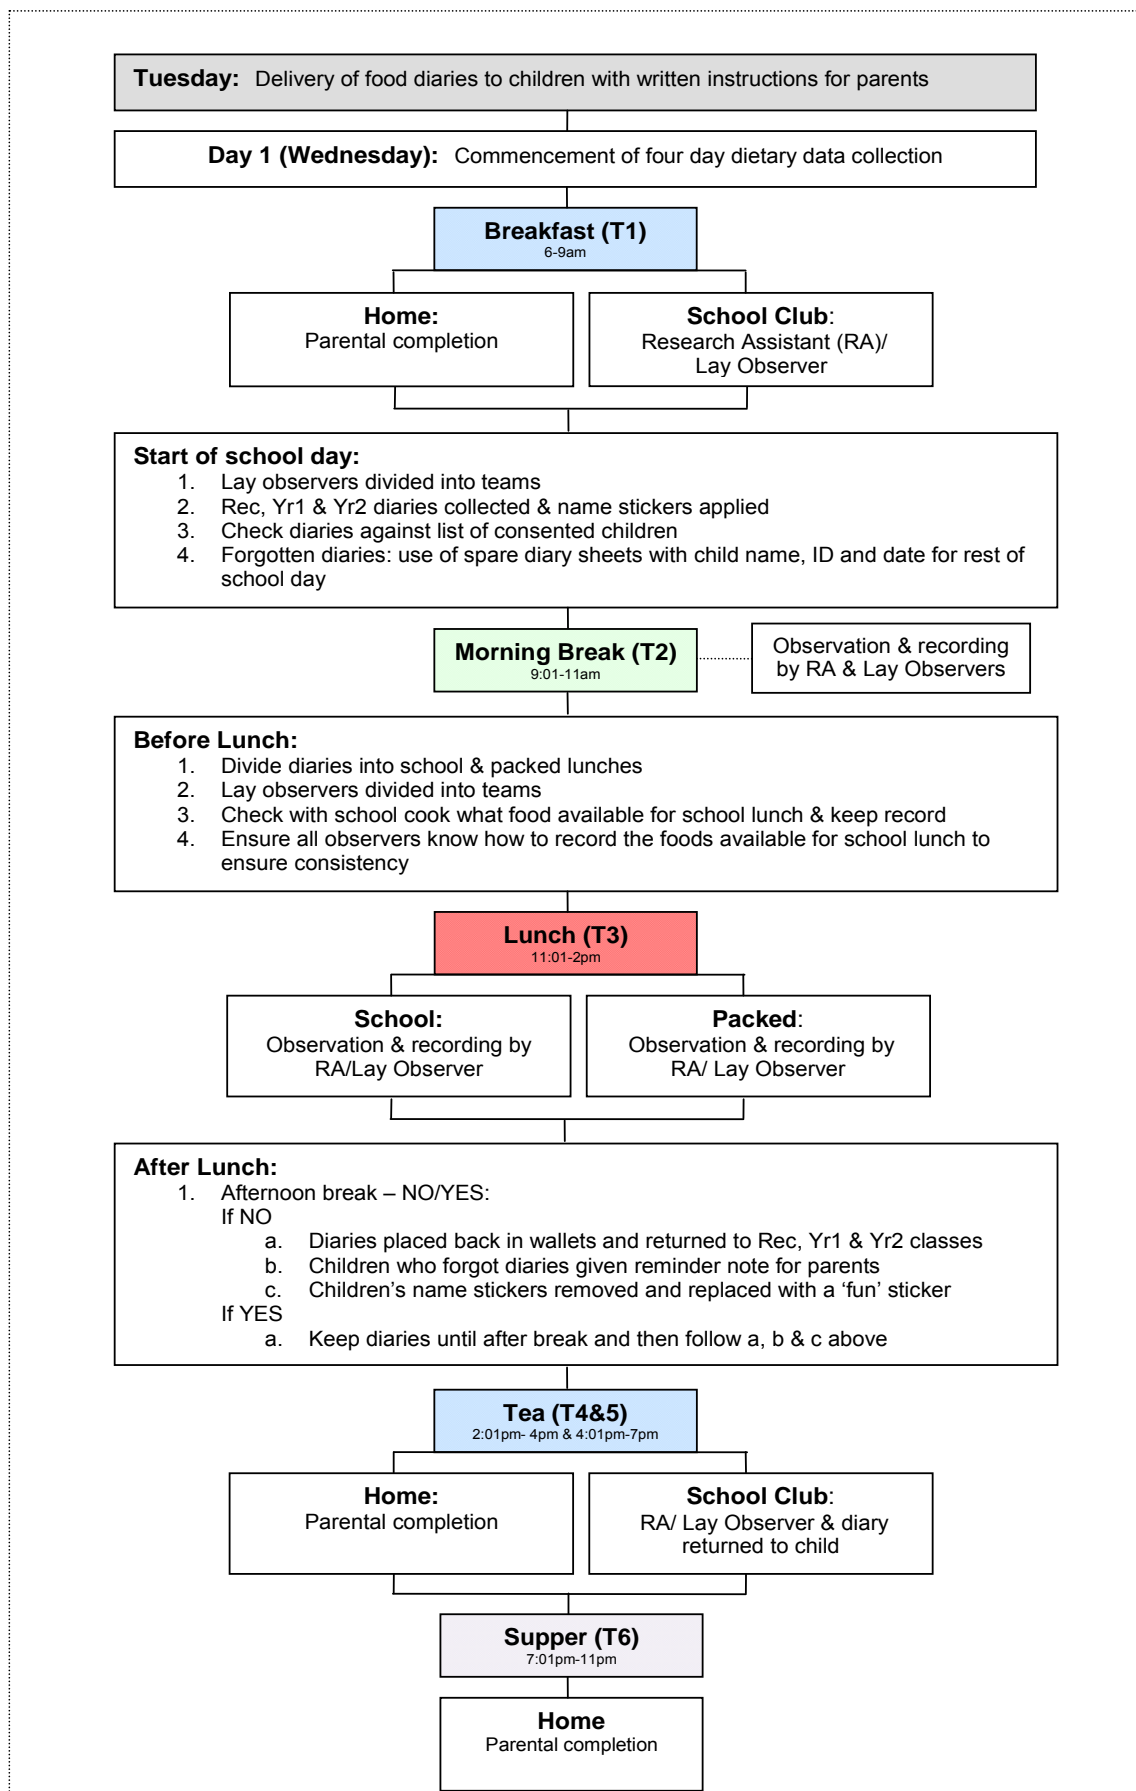 Tuesday: Delivery of food diaries to children with written instructions for parents
Day 1 (Wednesday): Commencement of four day dietary data collection
Breakfast (T1)
6-9am
Home:
Parental completion
School Club:
Research Assistant (RA)/
Lay Observer
Start of school day:
1. Lay observers divided into teams
2. Rec, Yr1 & Yr2 diaries collected & name stickers applied
3. Check diaries against list of consented children
4. Forgotten diaries: use of spare diary sheets with child name, ID and date for rest of
school day
Morning Break (T2)
9:01-11am
Observation & recording
by RA & Lay Observers
Before Lunch:
1. Divide diaries into school & packed lunches
2. Lay observers divided into teams
3. Check with school cook what food available for school lunch & keep record
4. Ensure all observers know how to record the foods available for school lunch to
ensure consistency
Lunch (T3)
11:01-2pm
School:
Observation & recording by
RA/Lay Observer
Packed:
Observation & recording by
RA/ Lay Observer
After Lunch:
1. Afternoon break – NO/YES:
If NO
a. Diaries placed back in wallets and returned to Rec, Yr1 & Yr2 classes
b. Children who forgot diaries given reminder note for parents
c. Children’s name stickers removed and replaced with a ‘fun’ sticker
If YES
a. Keep diaries until after break and then follow a, b & c above
Tea (T4&5)
2:01pm- 4pm & 4:01pm-7pm
Home:
Parental completion
School Club:
RA/ Lay Observer & diary
returned to child
Supper (T6)
7:01pm-11pm
Home
Parental completion